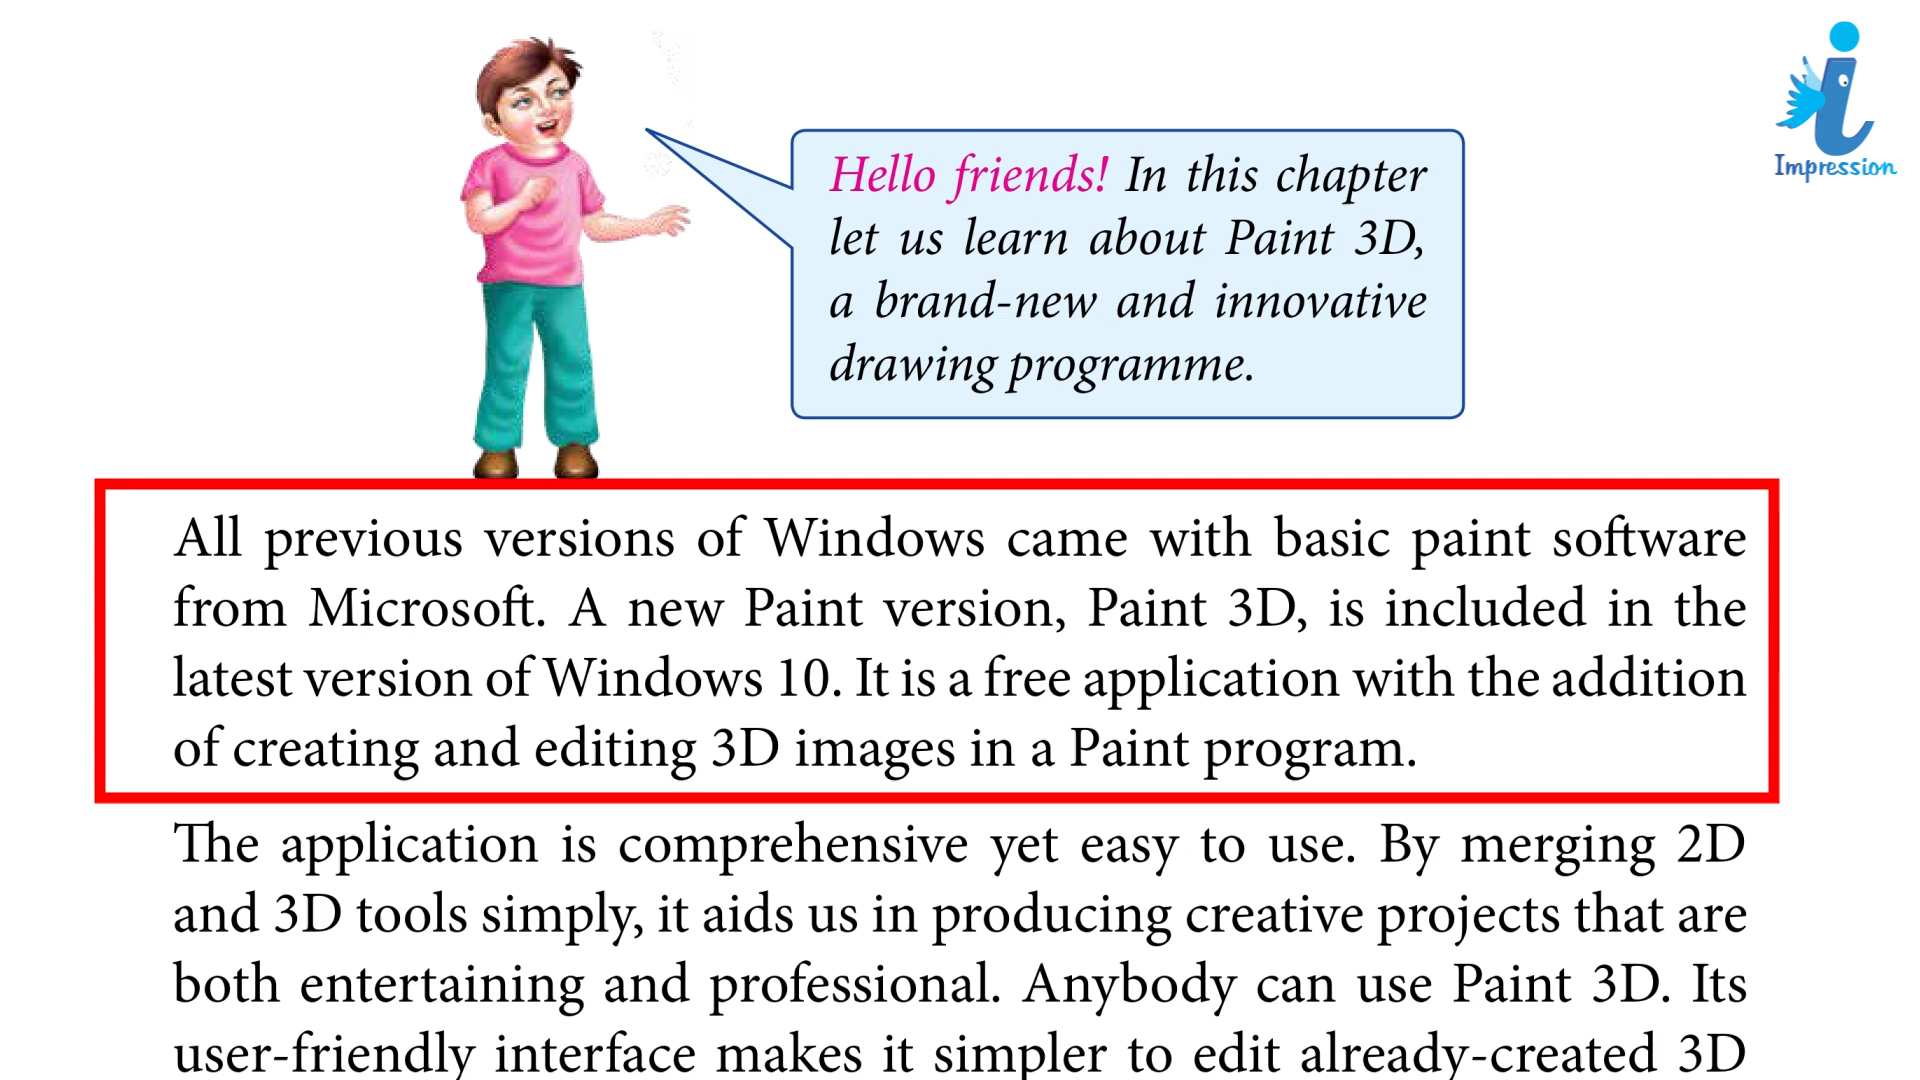 Impression
Hello friends! In this chapter
let us learn about Paint 3D,
a brand-new and innovative
drawing programme.
All previous versions of Windows came with basic paint software
from Microsoft. A new Paint version, Paint 3D, is included in the
latest version of Windows 10. It is a free application with the addition
of creating and editing 3D images in a Paint program.
The application is comprehensive yet easy to use. By merging 2D
and 3D tools simply, it aids us in producing creative projects that are
both entertaining and professional. Anybody can use Paint 3D. Its
user-friendly interface makes it simpler to edit already-created 3D